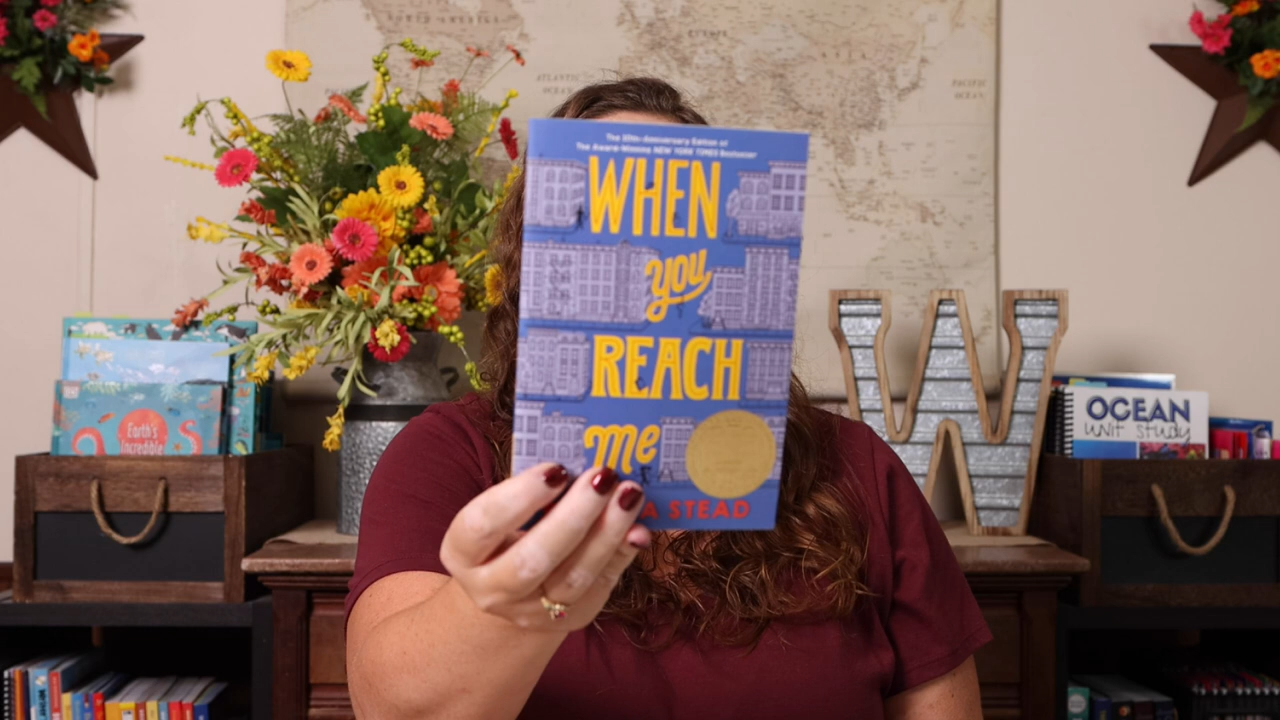 The 10th-Anniversary Edition of
The Award-Winning NEW YORK TIMES Bestseller
WHEN
you
REACH
me
STEAD
Earth's
Incredible
W
OCEAN
unit study